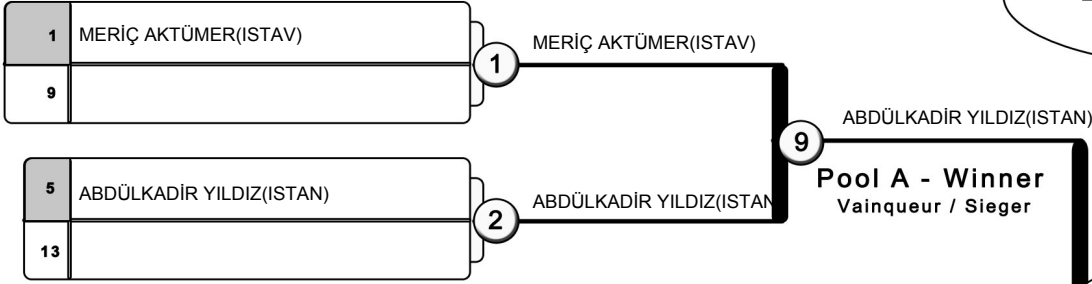 1 MERİÇ AKTÜMER(ISTAV)
9
1
MERİÇ AKTÜMER(ISTAV)
5 ABDÜLKADİR YILDIZ(ISTAN)
13
2
ABDÜLKADİR YILDIZ(ISTAN
9
ABDÜLKADİR YILDIZ(ISTAN)
Pool A - Winner
Vainqueur / Sieger